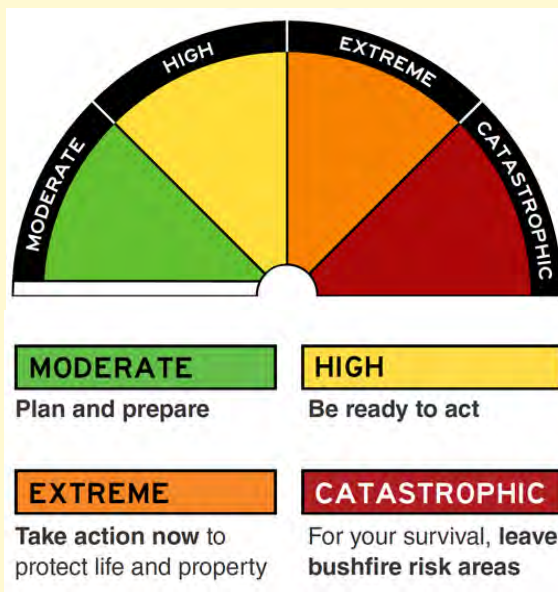 MODERATE
HIGH
EXTREME
CATASTROPHIC
MODERATE
Plan and prepare
HIGH
Be ready to act
EXTREME
Take action now to
protect life and property
CATASTROPHIC
For your survival, leave
bushfire risk areas